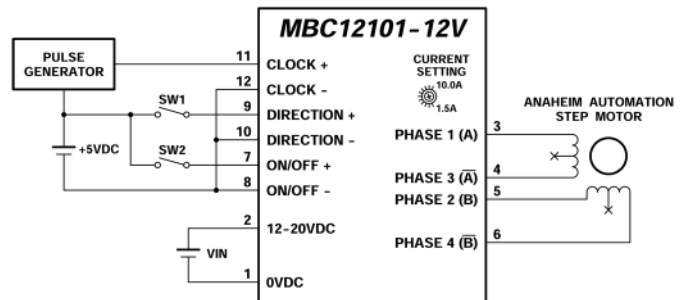 MBC12101-12V
PULSE
GENERATOR
11
CLOCK +
12
CLOCK -
SW1
9
DIRECTION +
10
DIRECTION -
+5VDC
SW2
7
ON/OFF +
8
ON/OFF -
2
12-20VDC
VIN
1
0VDC
CURRENT
SETTING
10.0A
1.5A
PHASE 1 (A)
3
PHASE 3 (A̅)
4
PHASE 2 (B)
5
PHASE 4 (B̅)
6
ANAHEIM AUTOMATION
STEP MOTOR